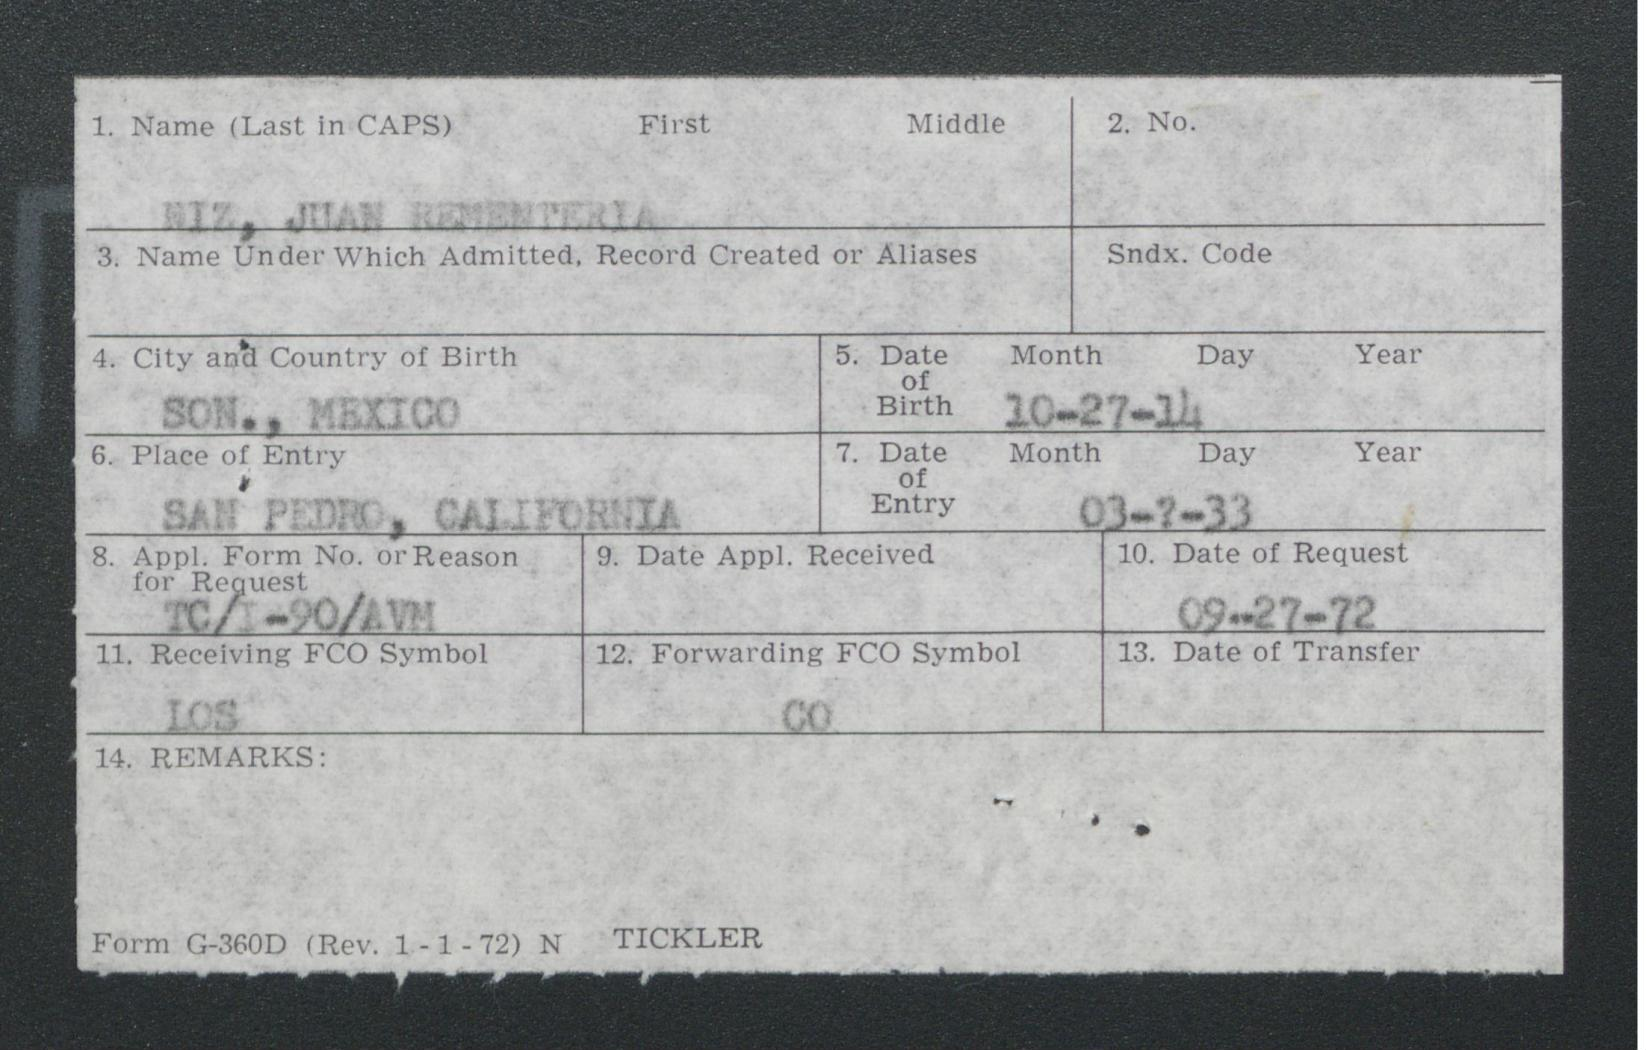 1. Name (Last in CAPS) First Middle 2. No.
NIZ, JUAN REMENTERIA
3. Name Under Which Admitted, Record Created or Aliases Sndx. Code
4. City and Country of Birth 5. Date of Birth Month Day Year
SON., MEXICO 10-27-14
6. Place of Entry 7. Date of Entry Month Day Year
SAN PEDRO, CALIFORNIA 03-?-33
8. Appl. Form No. or Reason for Request 9. Date Appl. Received 10. Date of Request
TC/I-90/AVM 09--27-72
11. Receiving FCO Symbol 12. Forwarding FCO Symbol 13. Date of Transfer
LOS CO
14. REMARKS:
Form G-360D (Rev. 1-1-72) N TICKLER